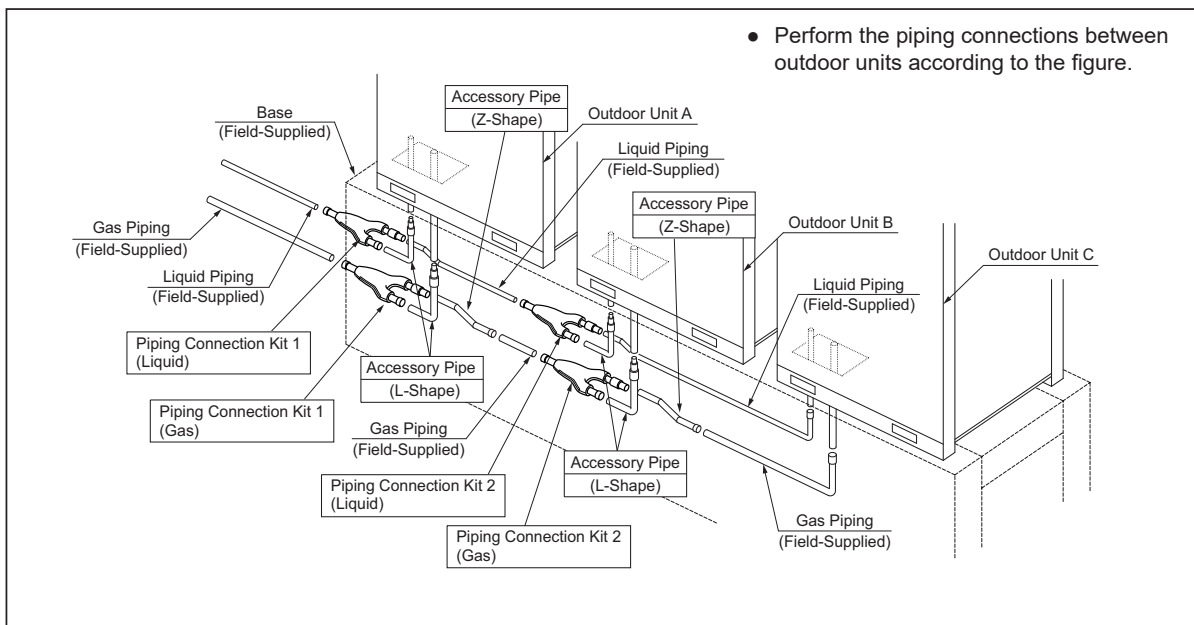 ● Perform the piping connections between
outdoor units according to the figure.
Accessory Pipe
(Z-Shape)
Base
(Field-Supplied)
Outdoor Unit A
Liquid Piping
(Field-Supplied)
Accessory Pipe
(Z-Shape)
Outdoor Unit B
Gas Piping
(Field-Supplied)
Outdoor Unit C
Liquid Piping
(Field-Supplied)
Liquid Piping
(Field-Supplied)
Piping Connection Kit 1
(Liquid)
Accessory Pipe
(L-Shape)
Piping Connection Kit 1
(Gas)
Gas Piping
(Field-Supplied)
Accessory Pipe
(L-Shape)
Piping Connection Kit 2
(Liquid)
Gas Piping
(Field-Supplied)
Piping Connection Kit 2
(Gas)